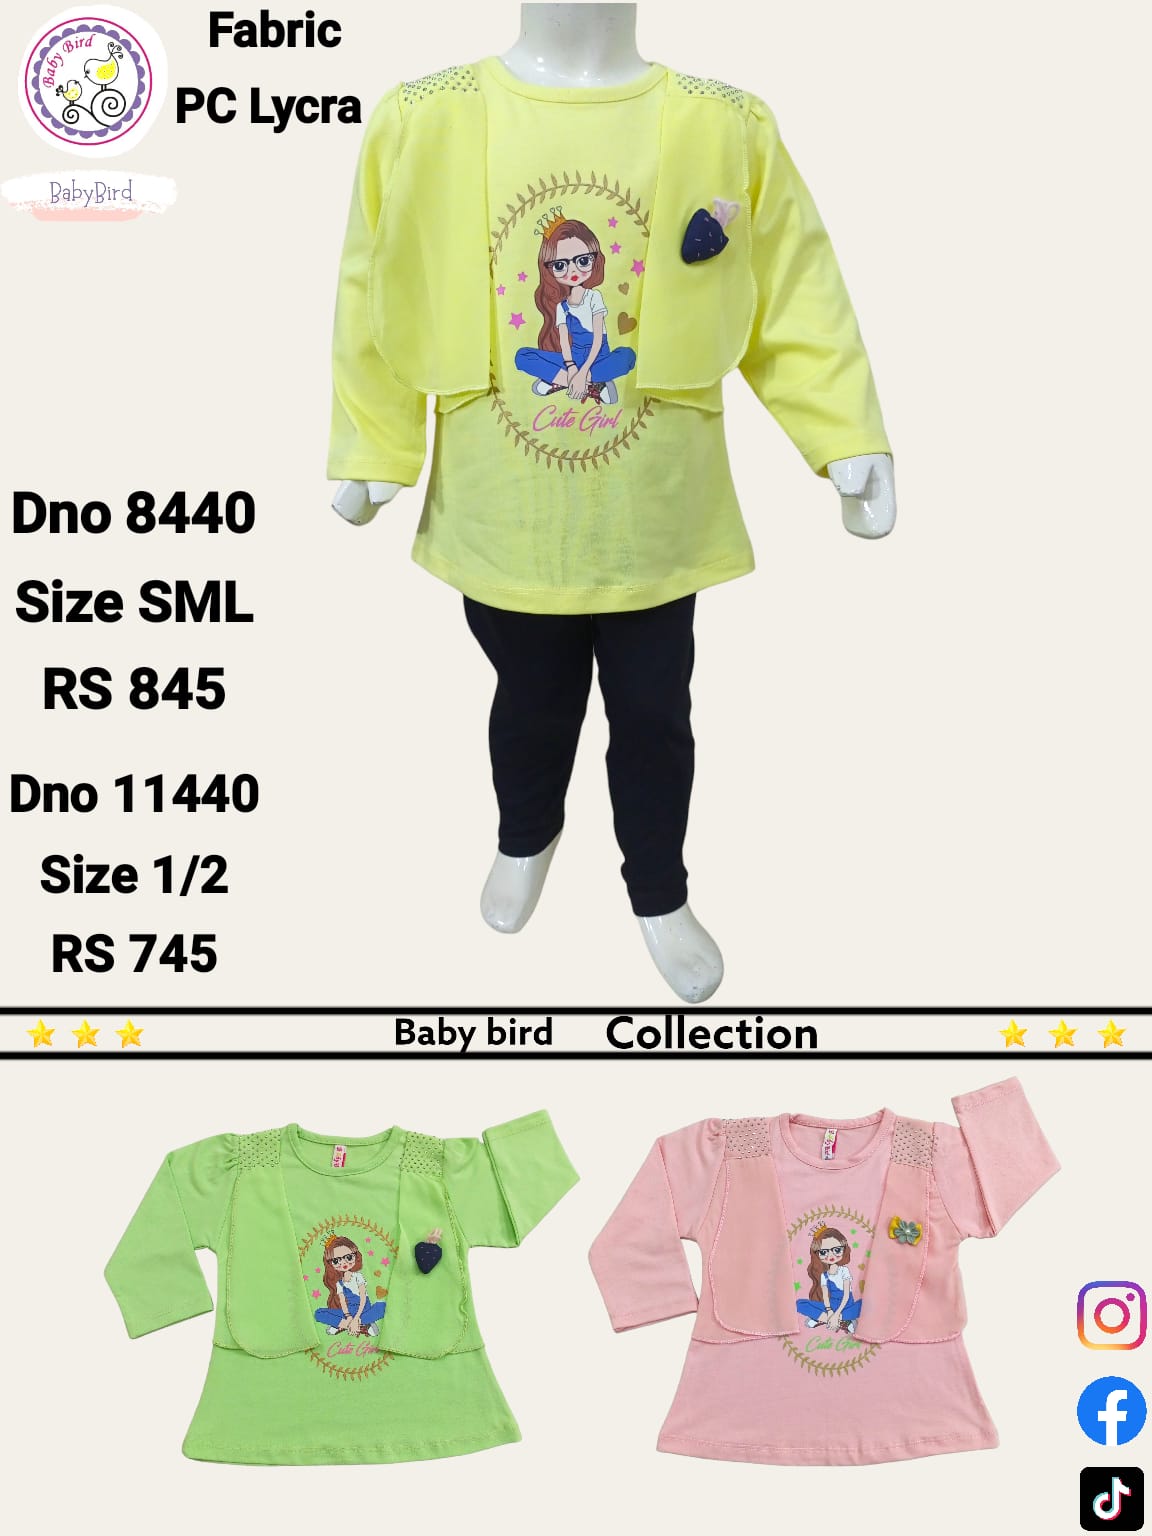 Baby Bird
BabyBird
Fabric
PC Lycra
Cute Girl
Dno 8440
Size SML
RS 845
Dno 11440
Size 1/2
RS 745
Baby bird Collection
Cute Girl
Cute Girl